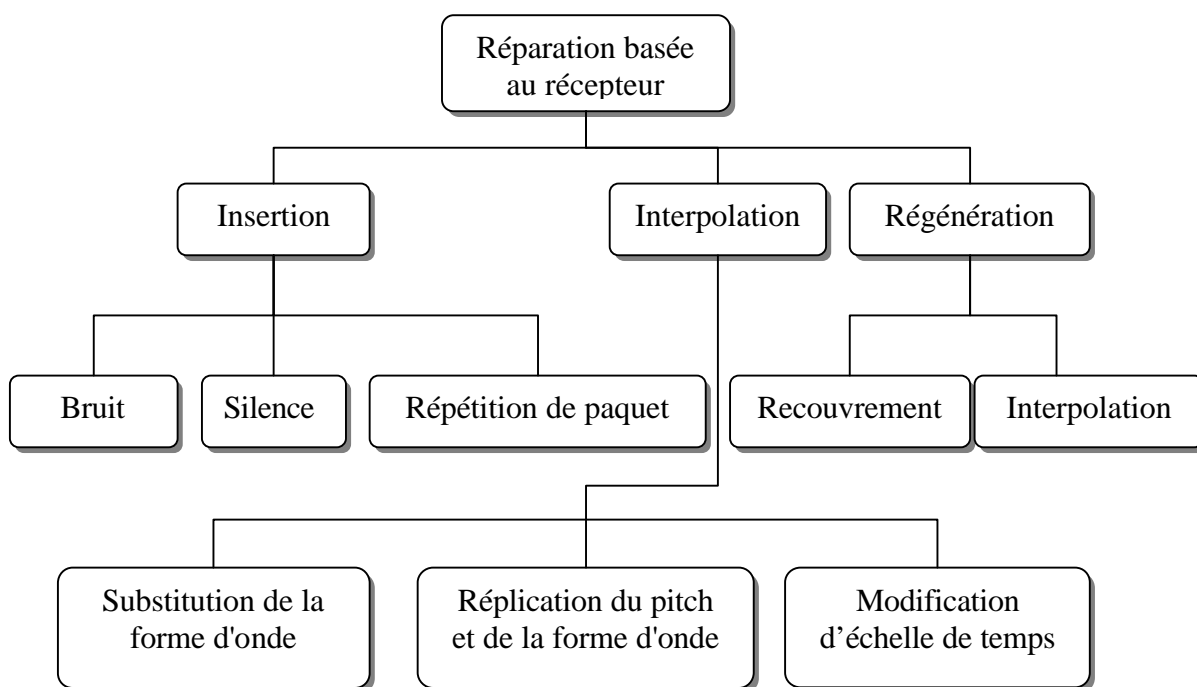 Réparation basée
au récepteur
Insertion
Interpolation
Régénération
Bruit
Silence
Répétition de paquet
Recouvrement
Interpolation
Substitution de la
forme d'onde
Réplication du pitch
et de la forme d'onde
Modification
d’échelle de temps